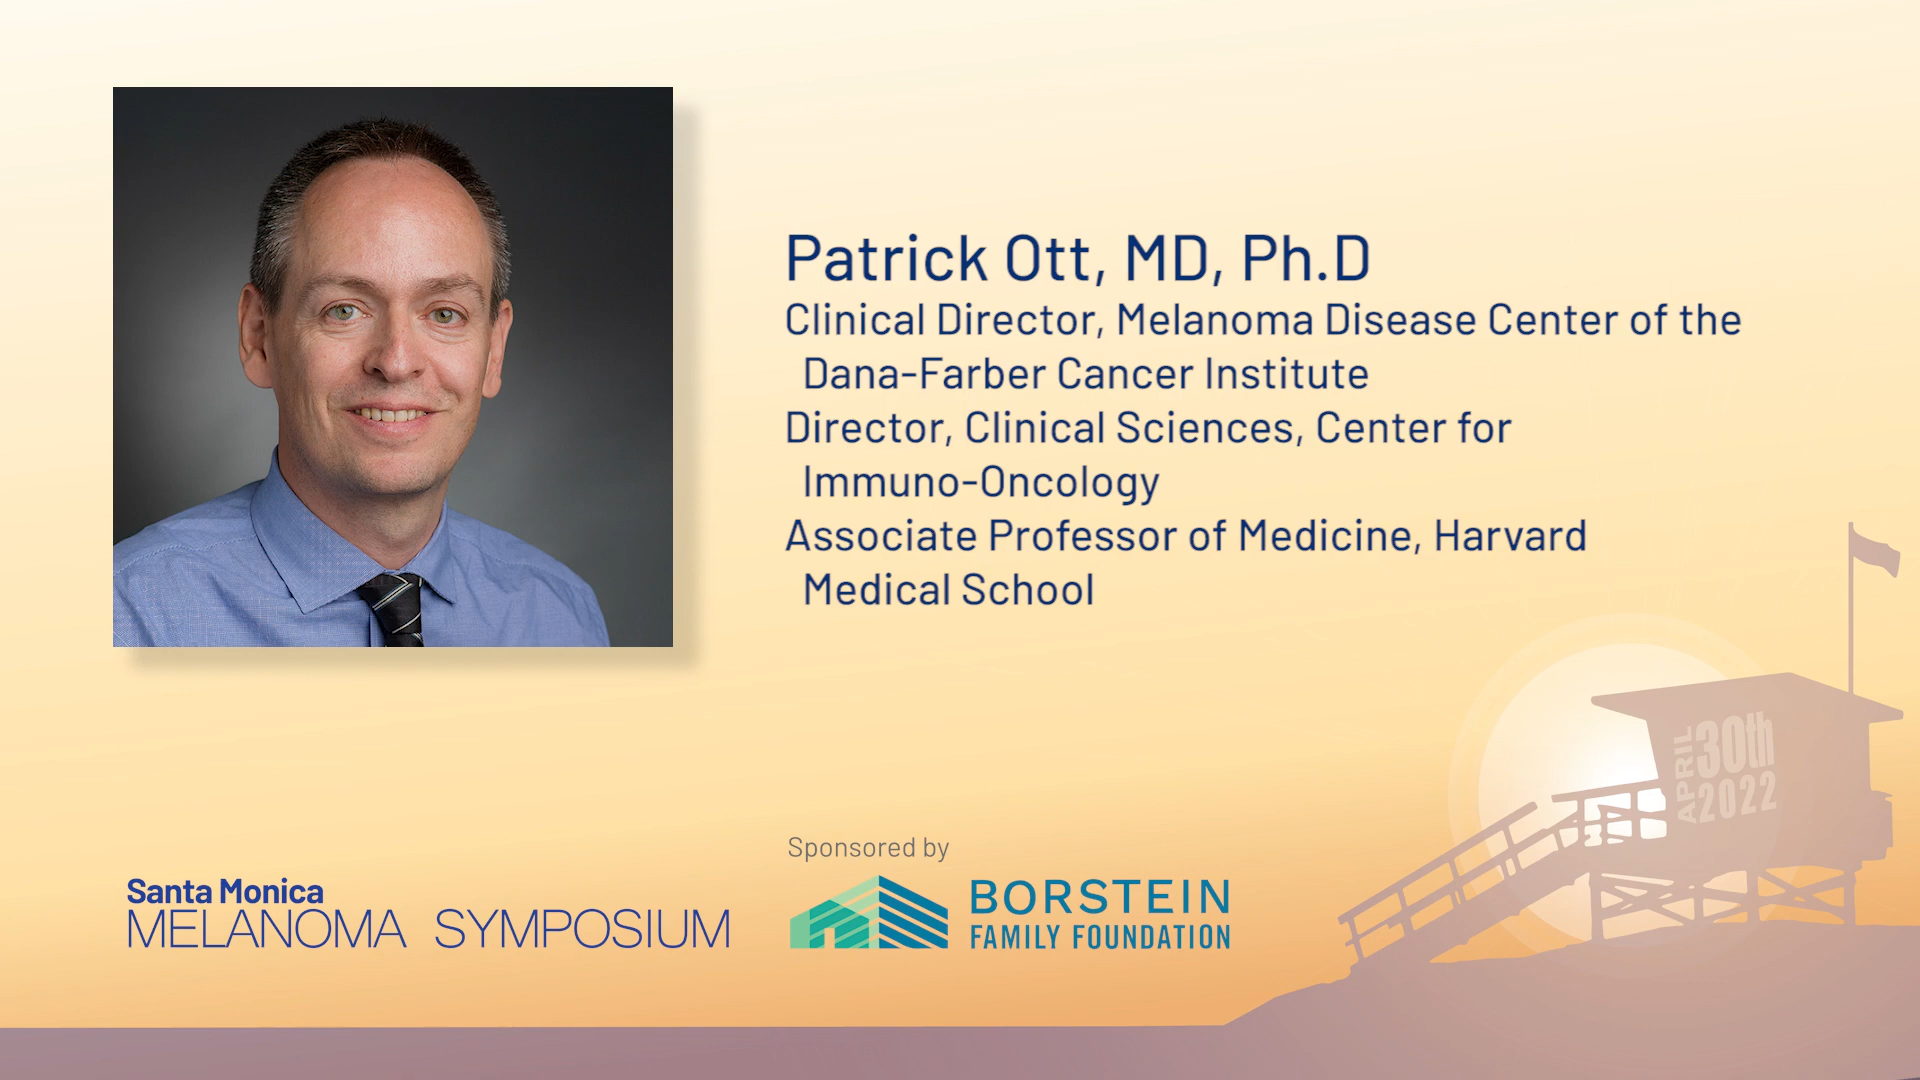 Patrick Ott, MD, Ph.D
Clinical Director, Melanoma Disease Center of the
Dana-Farber Cancer Institute
Director, Clinical Sciences, Center for
Immuno-Oncology
Associate Professor of Medicine, Harvard
Medical School
APRIL
30th
2022
Sponsored by
Santa Monica
MELANOMA SYMPOSIUM
BORSTEIN
FAMILY FOUNDATION